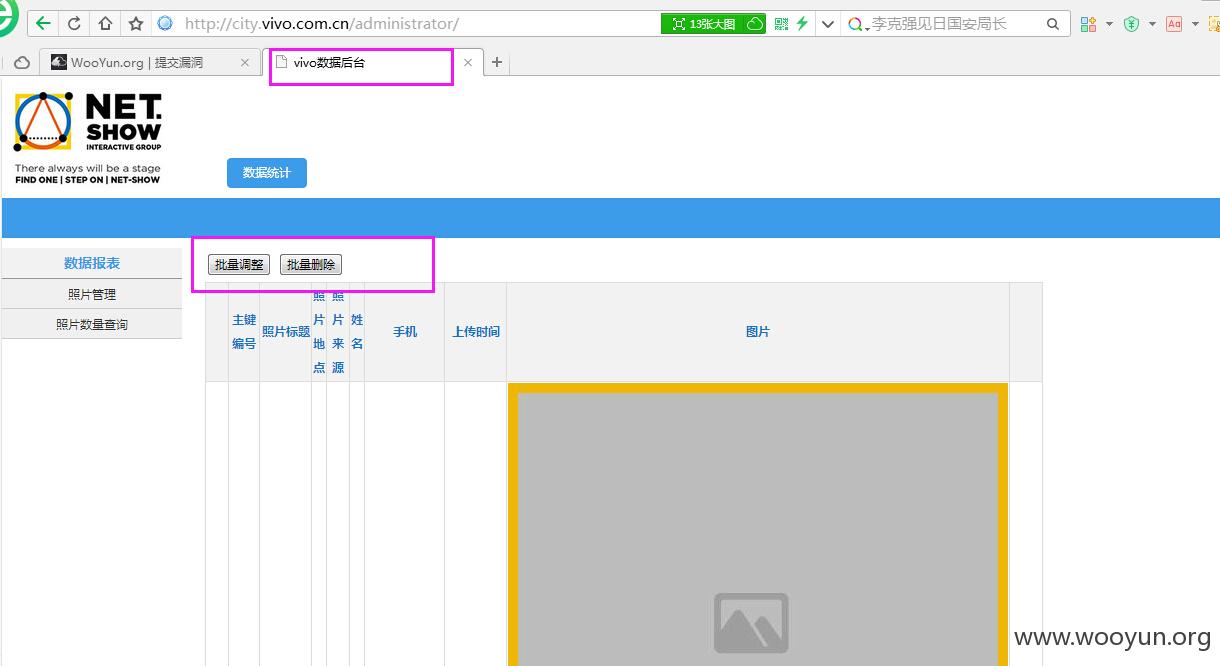 http://city.vivo.com.cn/administrator/
13张大图
李克强见日国安局长
Aa
WooYun.org | 提交漏洞
vivo数据后台
NET.
SHOW
INTERACTIVE GROUP
There always will be a stage
FIND ONE | STEP ON | NET-SHOW
数据统计
数据报表
照片管理
照片数量查询
批量调整
批量删除
主键编号
照片标题
照片地点
照片来源
姓名
手机
上传时间
图片
www.wooyun.org